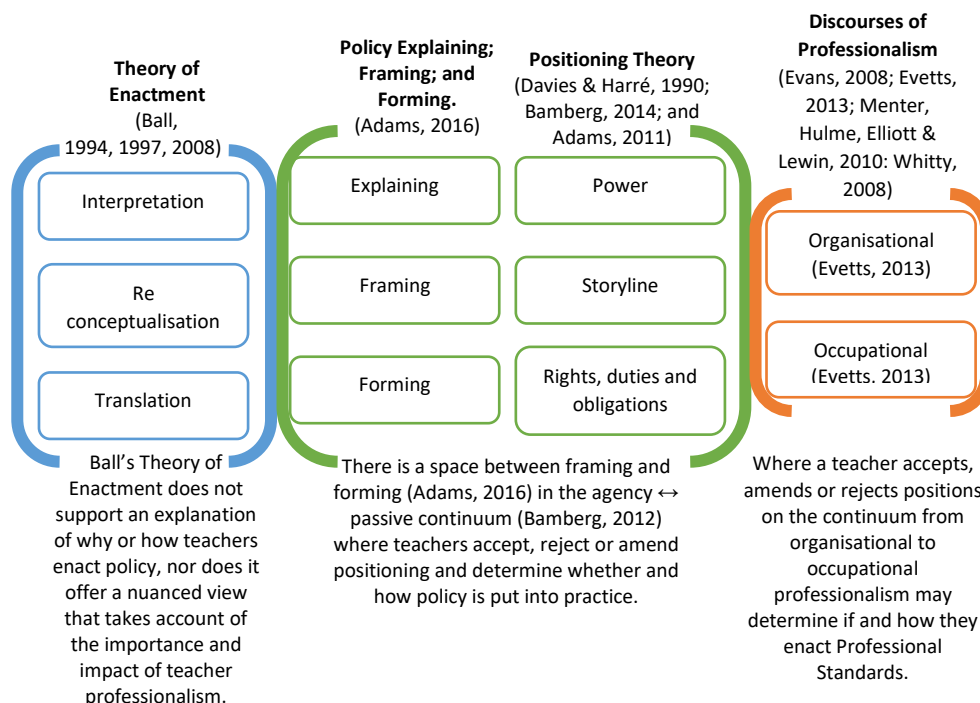 Theory of
Enactment
(Ball,
1994, 1997, 2008)
Interpretation
Re
conceptualisation
Translation
Ball’s Theory of
Enactment does not
support an explanation
of why or how teachers
enact policy, nor does it
offer a nuanced view
that takes account of
the importance and
impact of teacher
professionalism.
Policy Explaining;
Framing; and
Forming.
(Adams, 2016)
Explaining
Framing
Forming
Positioning Theory
(Davies & Harré, 1990;
Bamberg, 2014; and
Adams, 2011)
Power
Storyline
Rights, duties and
obligations
There is a space between framing and
forming (Adams, 2016) in the agency ↔
passive continuum (Bamberg, 2012)
where teachers accept, reject or amend
positioning and determine whether and
how policy is put into practice.
Discourses of
Professionalism
(Evans, 2008; Evetts,
2013; Menter,
Hulme, Elliott &
Lewin, 2010: Whitty,
2008)
Organisational
(Evetts, 2013)
Occupational
(Evetts. 2013)
Where a teacher accepts,
amends or rejects positions
on the continuum from
organisational to
occupational
professionalism may
determine if and how they
enact Professional
Standards.